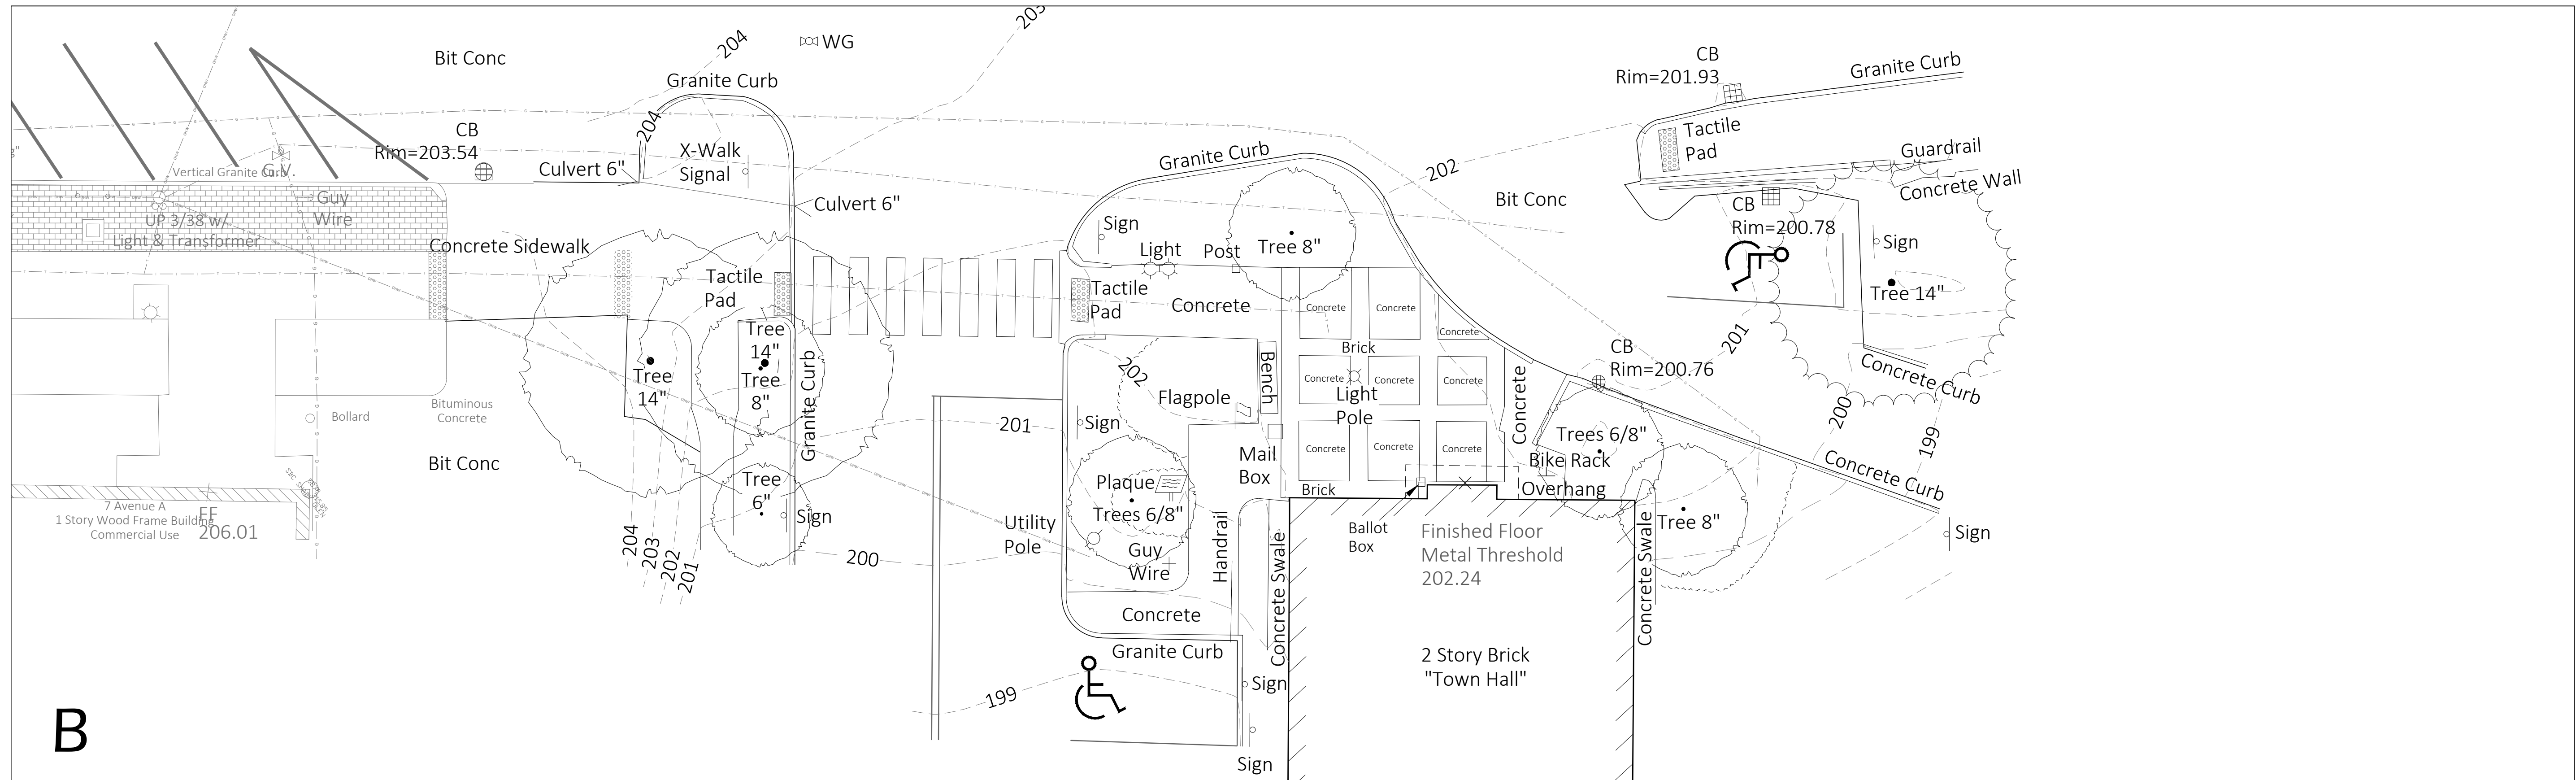 203
204
WG
Bit Conc
Granite Curb
CB
Rim=201.93
Granite Curb
CB
Rim=203.54
204
X-Walk
Signal
Culvert 6"
Vertical Granite Curb
G.V.
Tactile
Pad
Guardrail
Concrete Wall
Granite Curb
202
Bit Conc
Guy
Wire
UP 3/38 w/
Light & Transformer
Culvert 6"
Concrete Sidewalk
Sign
Light
Post
Tree 8"
CB
Rim=200.78
Sign
Tree 14"
Tactile
Pad
Tactile
Pad
Concrete
Concrete
Concrete
Concrete
Tree
14"
Tree
8"
Tree
14"
Granite Curb
Brick
202
Bench
CB
Rim=200.76
201
Concrete Curb
Concrete
Concrete
Concrete
Light
Pole
Flagpole
Concrete
Bollard
Bituminous
Concrete
Sign
201
200
199
Concrete
Concrete
Concrete
Trees 6/8"
Bike Rack
Overhang
Mail
Box
Bit Conc
Concrete Curb
Tree
6"
Sign
Plaque
Trees 6/8"
Brick
7 Avenue A
1 Story Wood Frame Building
Commercial Use
FF
206.01
Utility
Pole
Ballot
Box
Finished Floor
Metal Threshold
202.24
Tree 8"
Sign
204
203
202
201
200
Guy
Wire
Handrail
Concrete Swale
Concrete Swale
Concrete
Granite Curb
2 Story Brick
"Town Hall"
199
Sign
Sign
B